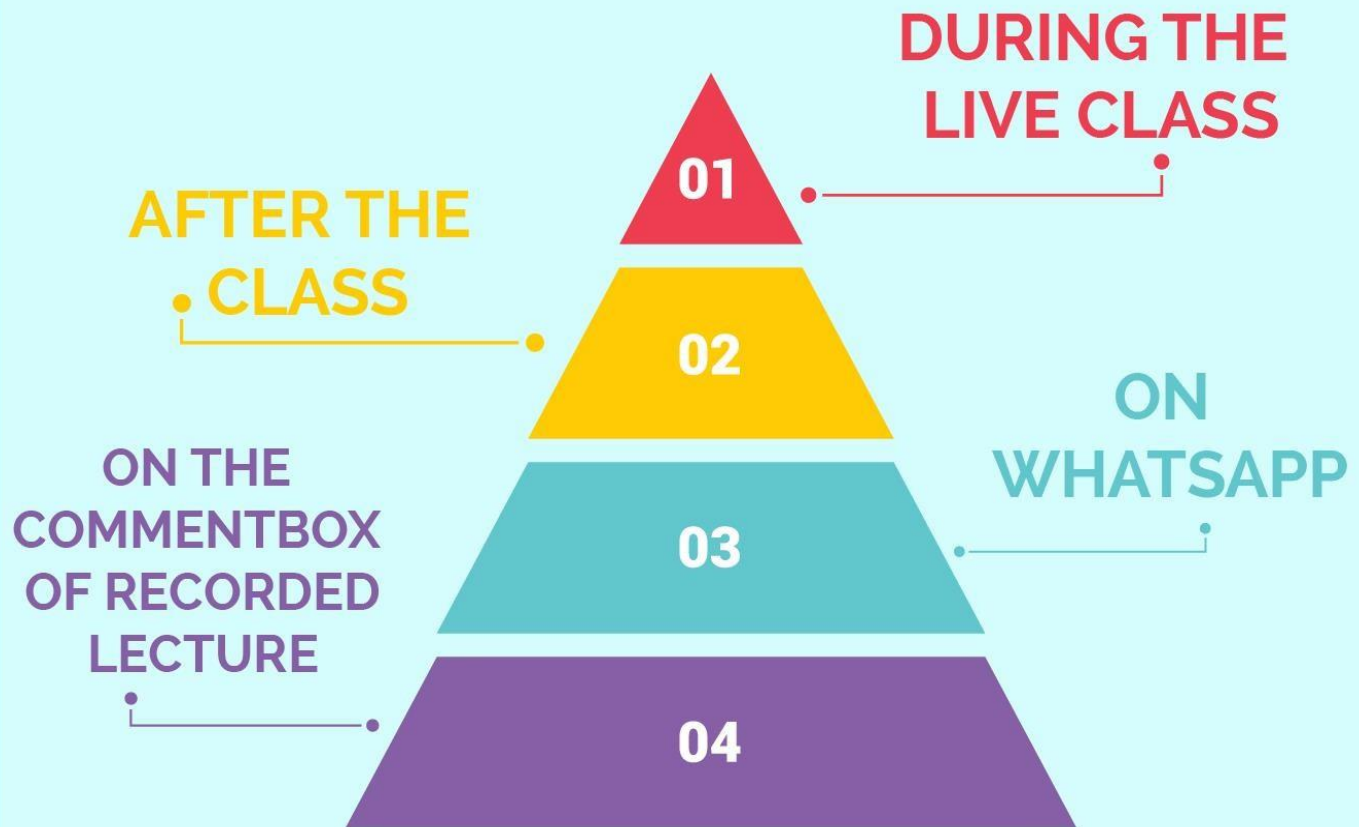 DURING THE
LIVE CLASS
01
AFTER THE
CLASS
02
ON
WHATSAPP
03
ON THE
COMMENTBOX
OF RECORDED
LECTURE
04